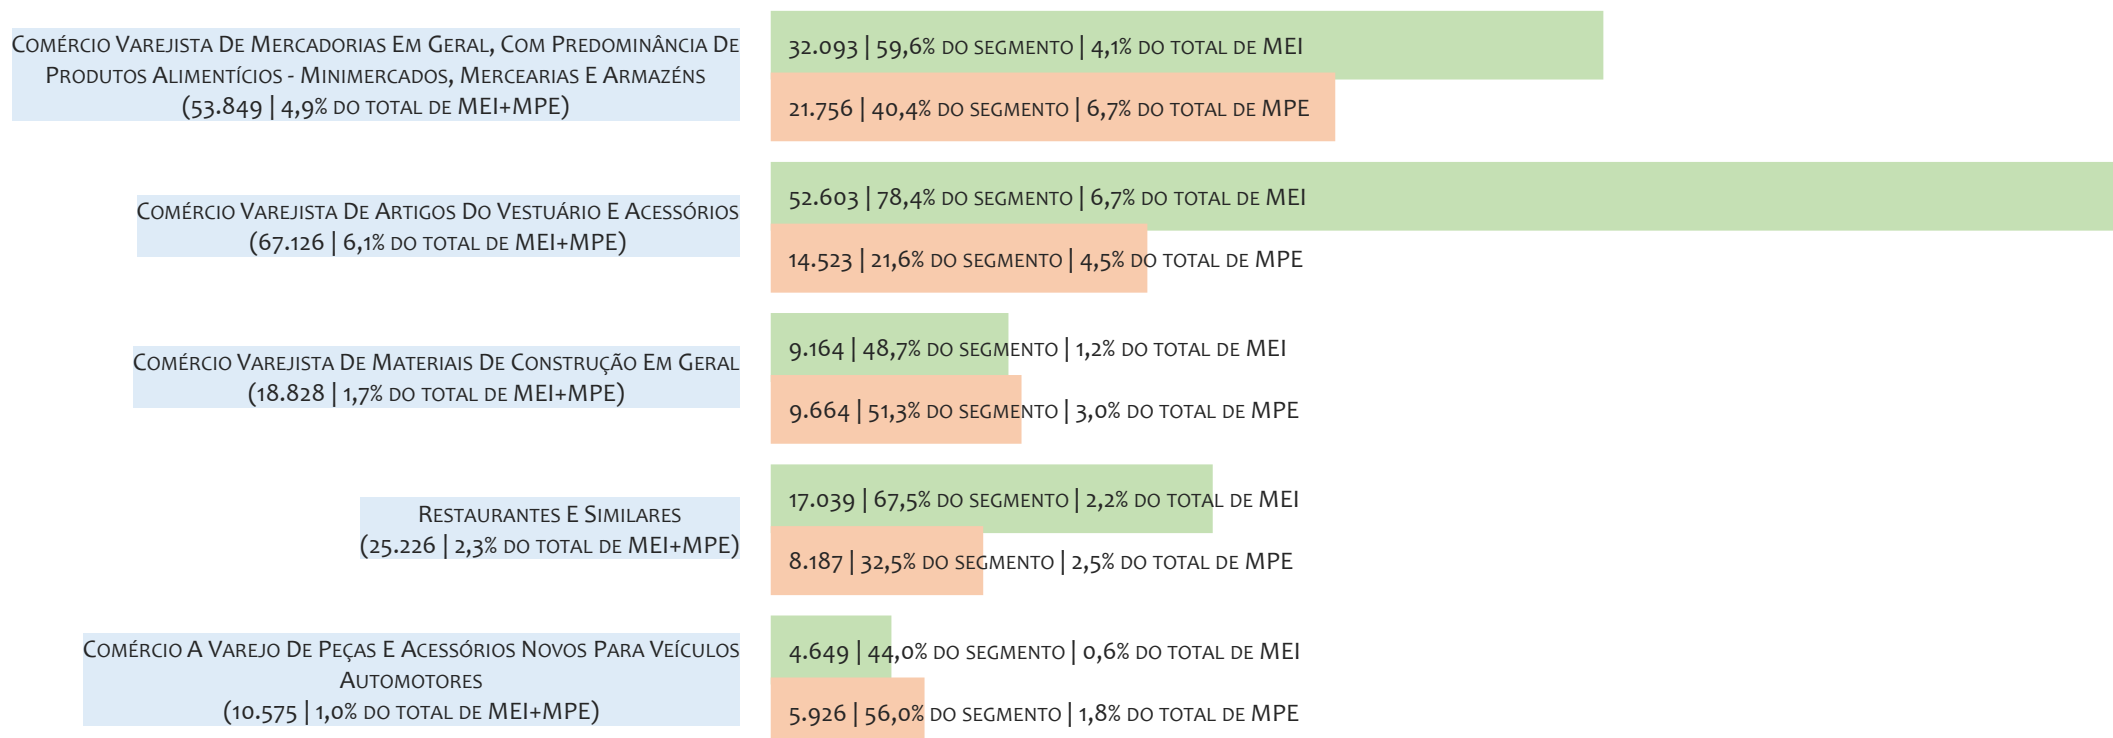 Comércio Varejista De Mercadorias Em Geral, Com Predominância De
Produtos Alimentícios - Minimercados, Mercearias E Armazéns
(53.849 | 4,9% do total de MEI+MPE)
32.093 | 59,6% do segmento | 4,1% do total de MEI
21.756 | 40,4% do segmento | 6,7% do total de MPE
Comércio Varejista De Artigos Do Vestuário E Acessórios
(67.126 | 6,1% do total de MEI+MPE)
52.603 | 78,4% do segmento | 6,7% do total de MEI
14.523 | 21,6% do segmento | 4,5% do total de MPE
Comércio Varejista De Materiais De Construção Em Geral
(18.828 | 1,7% do total de MEI+MPE)
9.164 | 48,7% do segmento | 1,2% do total de MEI
9.664 | 51,3% do segmento | 3,0% do total de MPE
Restaurantes E Similares
(25.226 | 2,3% do total de MEI+MPE)
17.039 | 67,5% do segmento | 2,2% do total de MEI
8.187 | 32,5% do segmento | 2,5% do total de MPE
Comércio A Varejo De Peças E Acessórios Novos Para Veículos
Automotores
(10.575 | 1,0% do total de MEI+MPE)
4.649 | 44,0% do segmento | 0,6% do total de MEI
5.926 | 56,0% do segmento | 1,8% do total de MPE